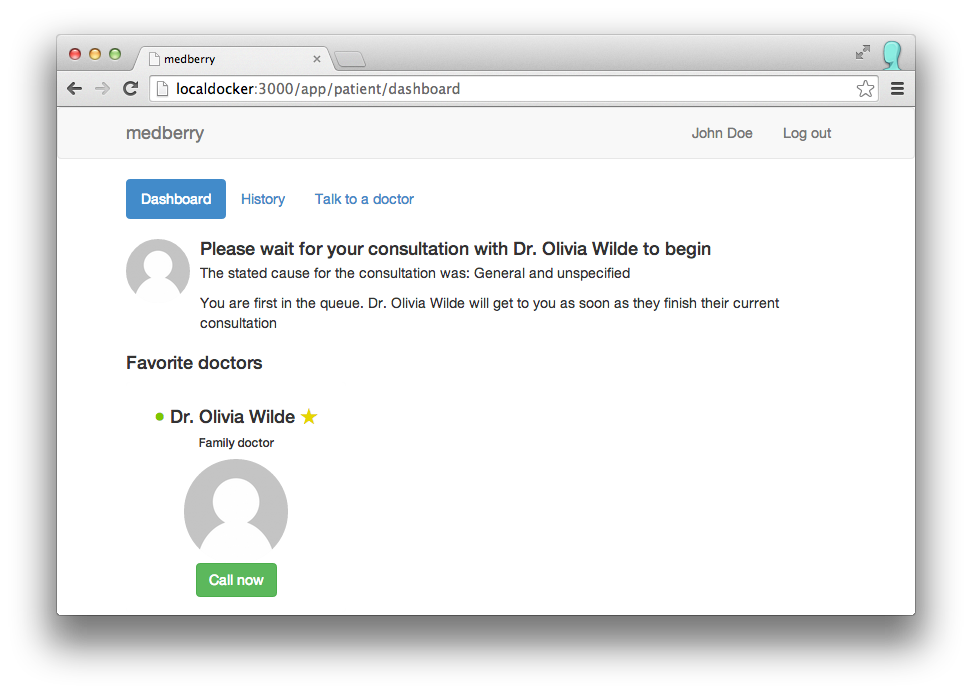 medberry
localdocker:3000/app/patient/dashboard
medberry John Doe Log out
Dashboard History Talk to a doctor
Please wait for your consultation with Dr. Olivia Wilde to begin
The stated cause for the consultation was: General and unspecified
You are first in the queue. Dr. Olivia Wilde will get to you as soon as they finish their current
consultation
Favorite doctors
Dr. Olivia Wilde
Family doctor
Call now